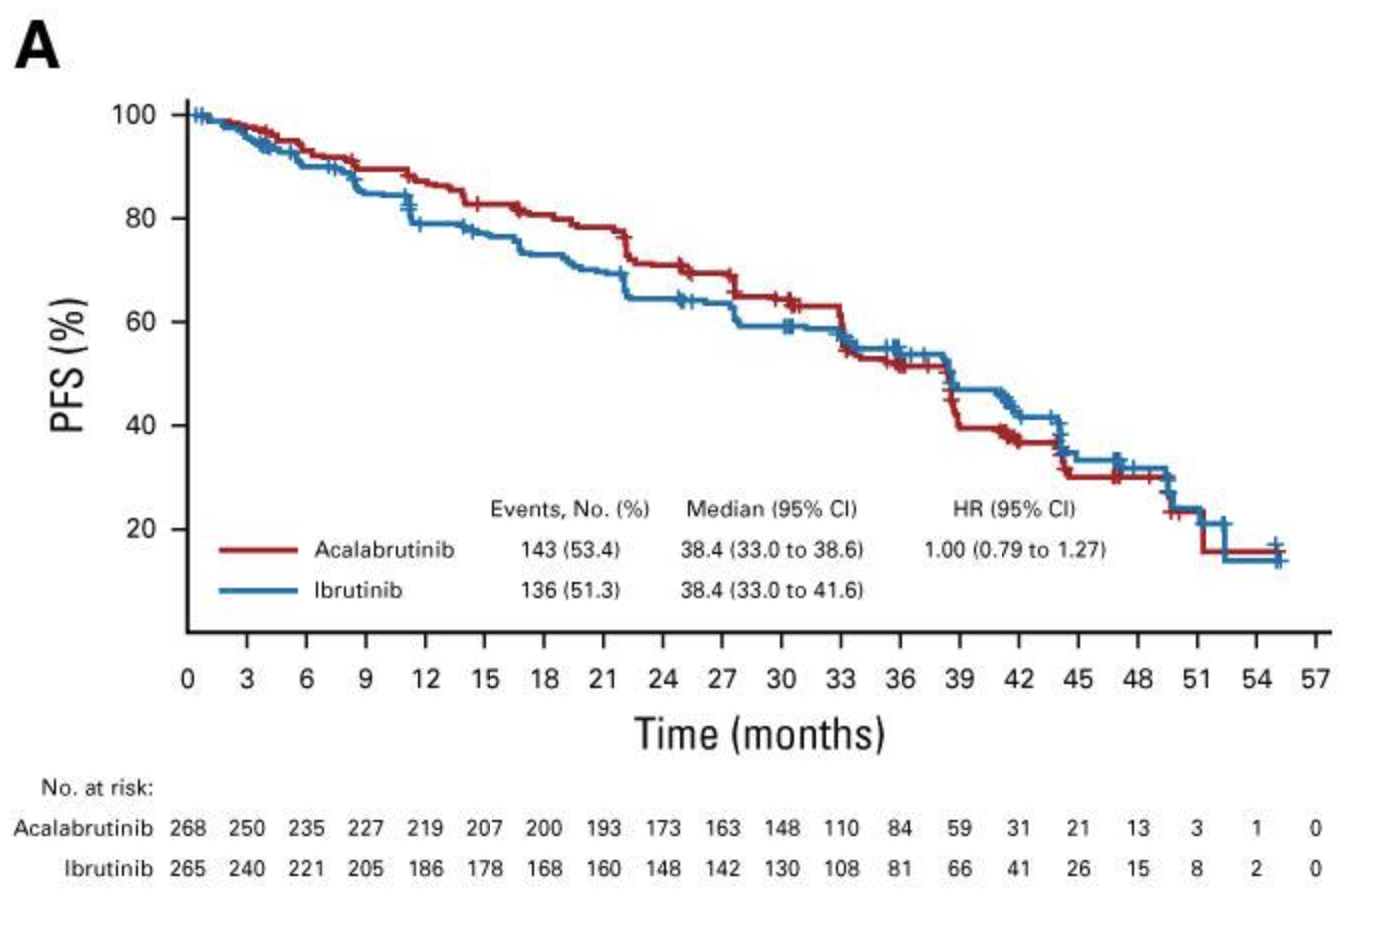 A
100
80
60
40
20
PFS (%)
Events, No. (%) Median (95% CI) HR (95% CI)
Acalabrutinib 143 (53.4) 38.4 (33.0 to 38.6) 1.00 (0.79 to 1.27)
Ibrutinib 136 (51.3) 38.4 (33.0 to 41.6)
0 3 6 9 12 15 18 21 24 27 30 33 36 39 42 45 48 51 54 57
Time (months)
No. at risk:
Acalabrutinib 268 250 235 227 219 207 200 193 173 163 148 110 84 59 31 21 13 3 1 0
Ibrutinib 265 240 221 205 186 178 168 160 148 142 130 108 81 66 41 26 15 8 2 0